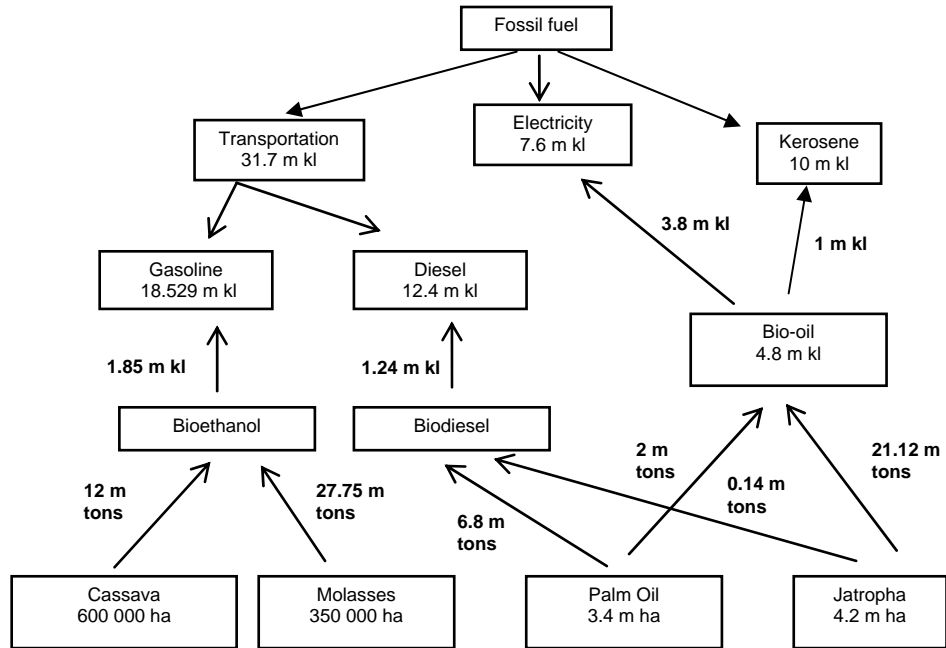 Fossil fuel
Transportation
31.7 m kl
Electricity
7.6 m kl
Kerosene
10 m kl
3.8 m kl
1 m kl
Gasoline
18.529 m kl
Diesel
12.4 m kl
Bio-oil
4.8 m kl
1.85 m kl
1.24 m kl
Bioethanol
Biodiesel
12 m
tons
27.75 m
tons
6.8 m
tons
2 m
tons
0.14 m
tons
21.12 m
tons
Cassava
600 000 ha
Molasses
350 000 ha
Palm Oil
3.4 m ha
Jatropha
4.2 m ha